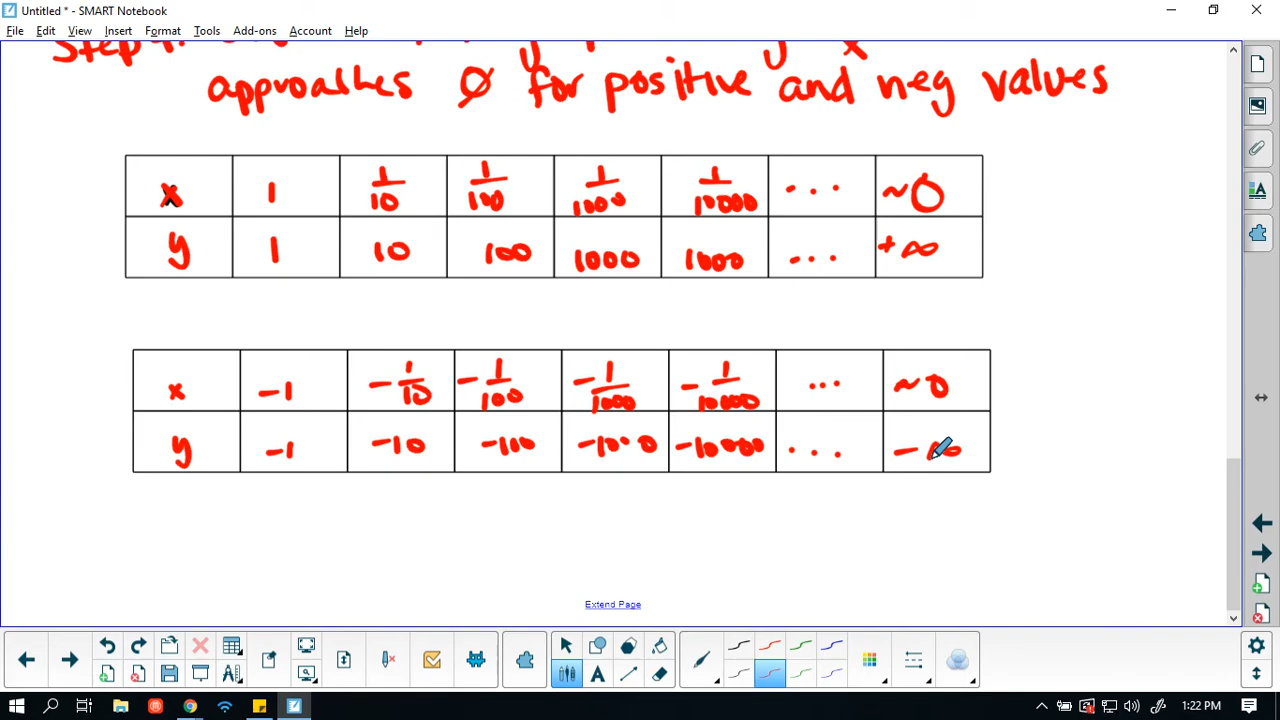 Untitled * - SMART Notebook
File Edit View Insert Format Tools Add-ons Account Help
approaches 0 for positive and neg values
x 1 1/10 1/100 1/1000 1/10000 ... ~0
y 1 10 100 1000 1000 ... +∞
x -1 -1/10 -1/100 -1/1000 -1/10000 ... ~0
y -1 -10 -100 -1000 -10000 ... -∞
Extend Page
1:22 PM